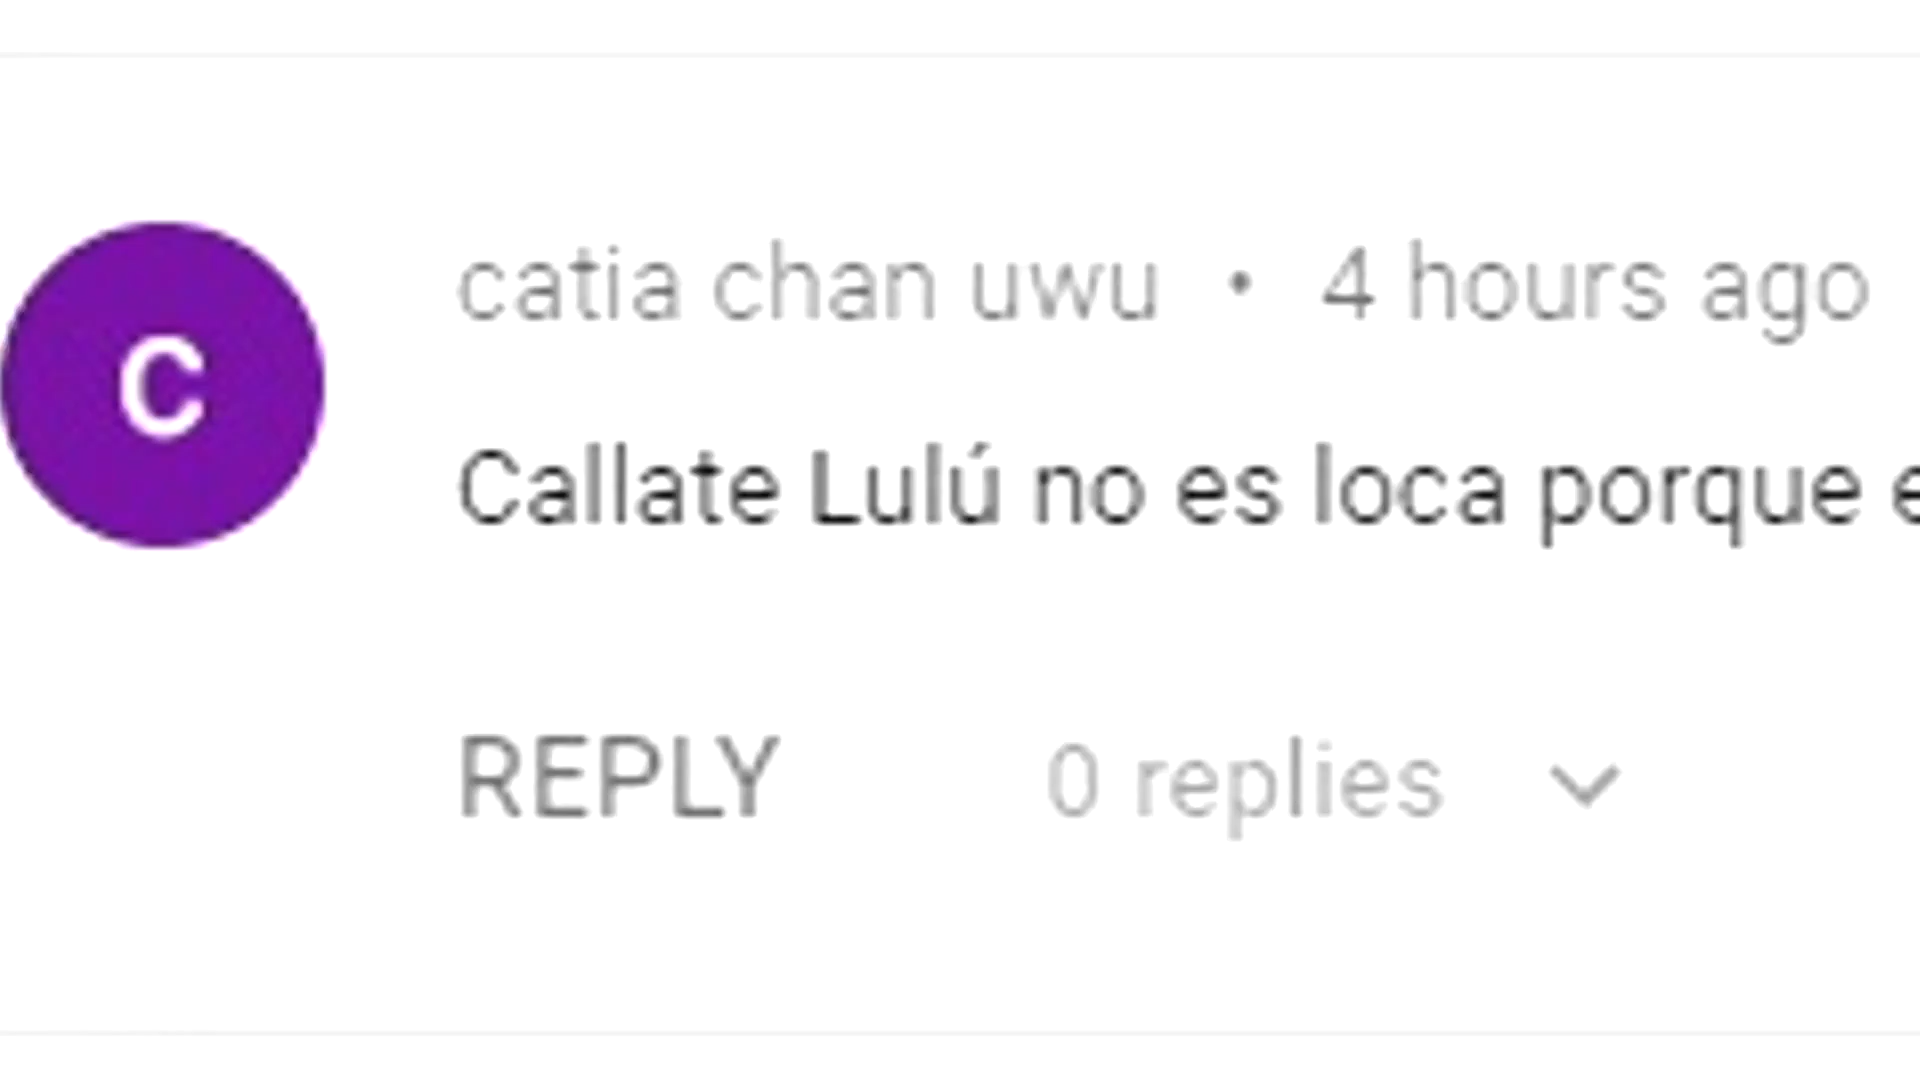 C
catia chan uwu • 4 hours ago
Callate Lulú no es loca porque
REPLY 0 replies